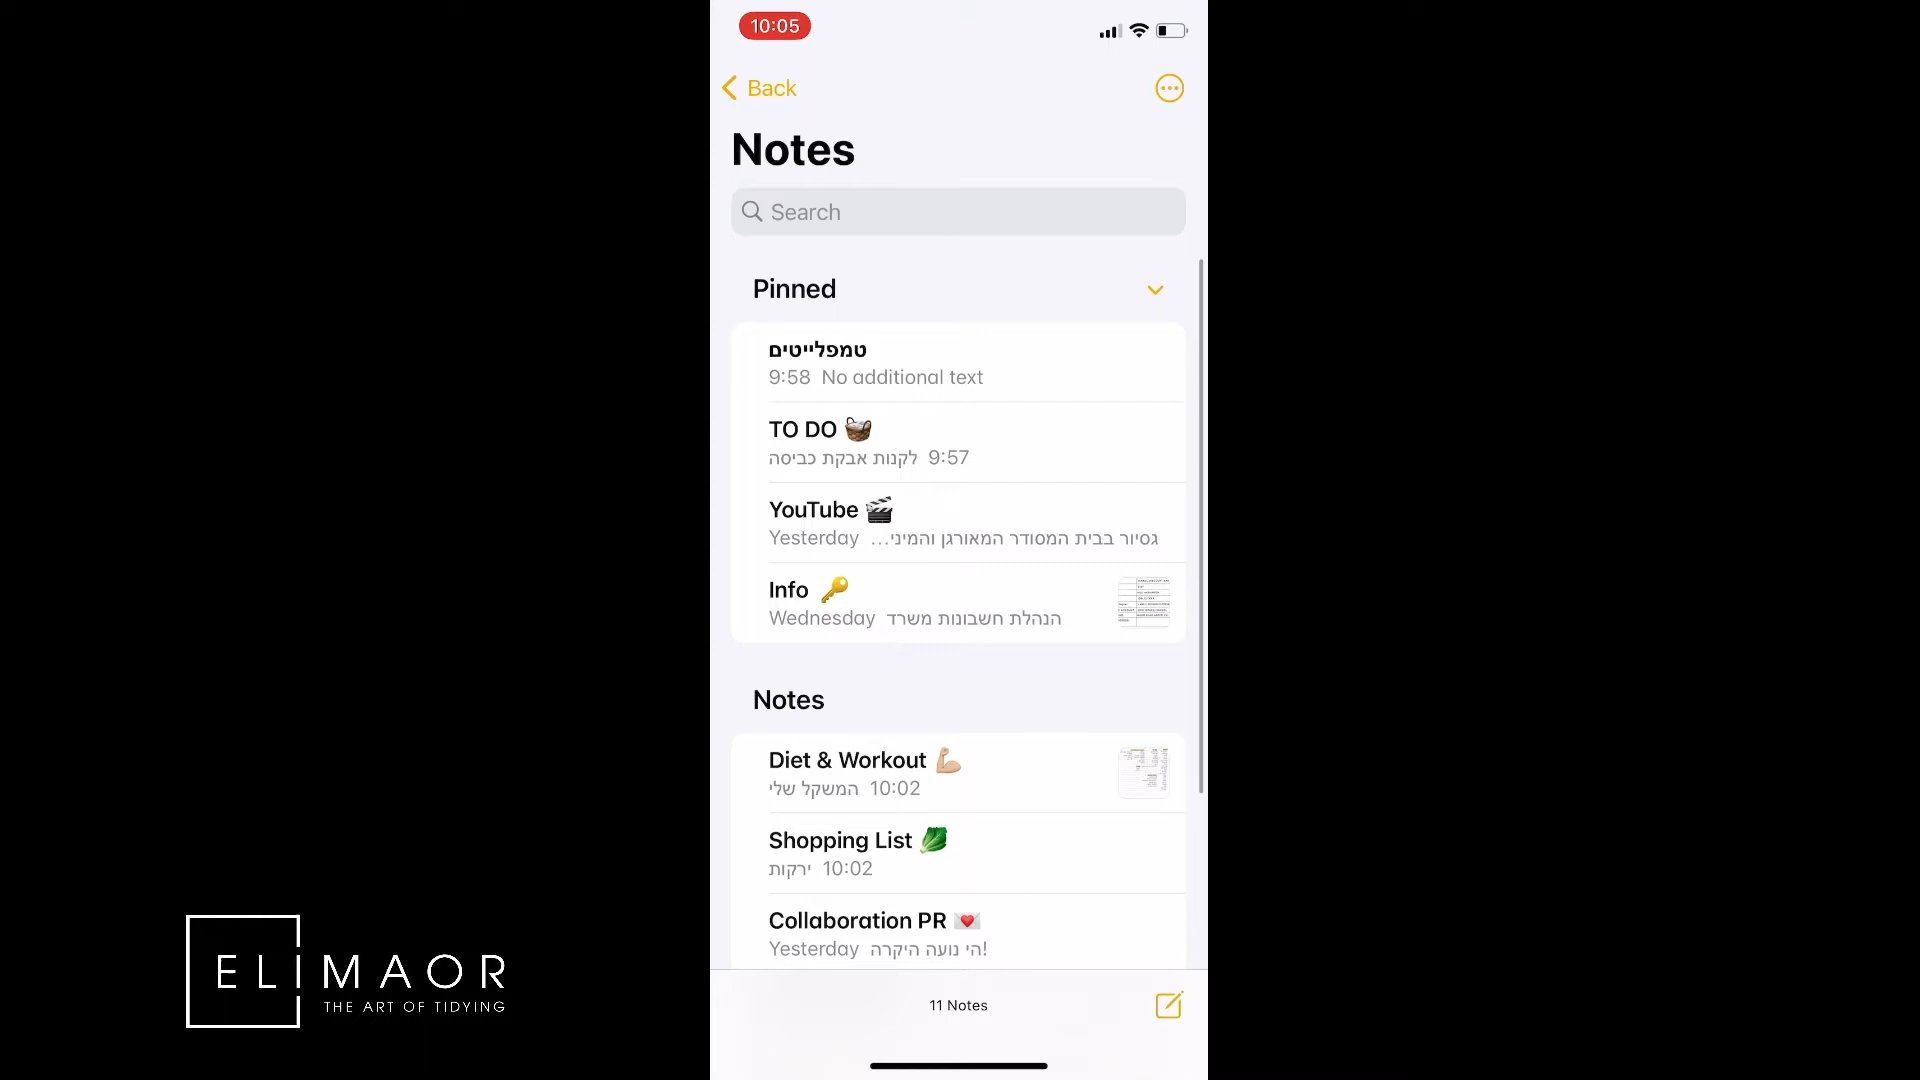 10:05
Back
Notes
Search
Pinned
טמפלייטים
9:58 No additional text
TO DO
לקנות אבקת כביסה 9:57
YouTube
Yesterday גסיור בבית המסודר המאורגן והמיני...
Info
Wednesday הנהלת חשבונות משרד
Notes
Diet & Workout
המשקל שלי 10:02
Shopping List
ירקות 10:02
Collaboration PR
Yesterday הי נועה היקרה!
11 Notes
ELIMAOR
THE ART OF TIDYING